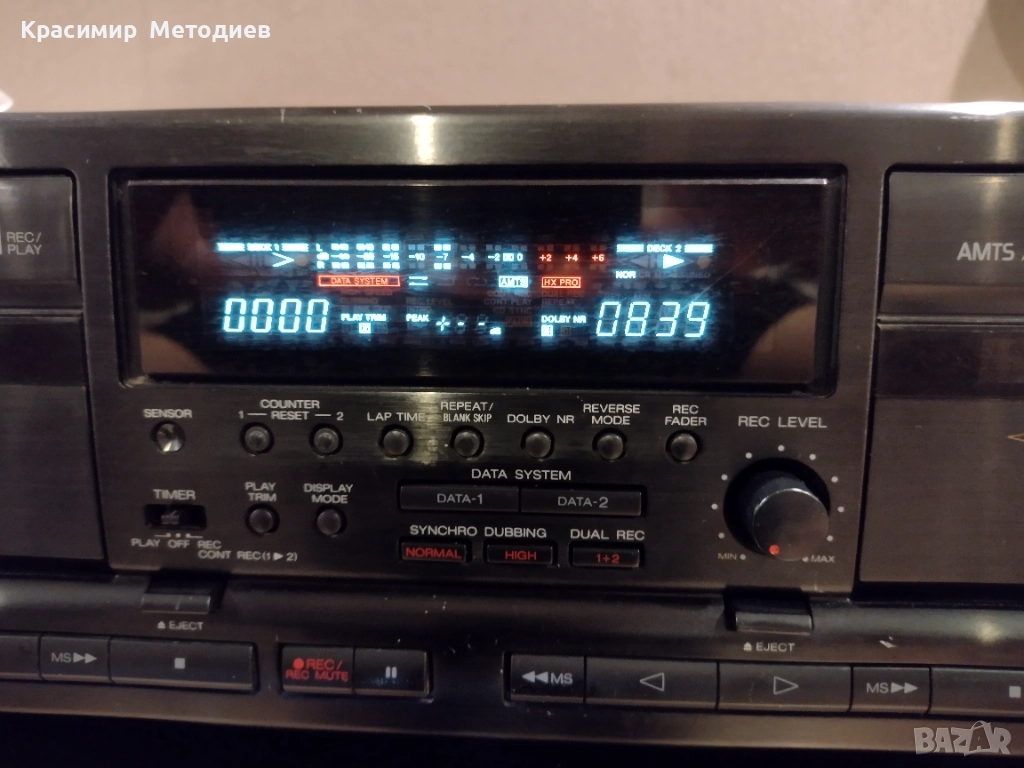 Красимир Методиев
REC/
PLAY
AMTS
DECK 1
L
-10 -7 -4 -2 0 +2 +4 +6
R
DECK 2
DATA SYSTEM
AMTS
HX PRO
NOR
0000
PLAY TRIM
PEAK
dB
DOLBY NR
0839
SENSOR
COUNTER
1 — RESET — 2
LAP TIME
REPEAT/
BLANK SKIP
DOLBY NR
REVERSE
MODE
REC
FADER
REC LEVEL
DATA SYSTEM
DATA-1
DATA-2
TIMER
PLAY
TRIM
DISPLAY
MODE
PLAY OFF REC
CONT REC(1▶2)
SYNCHRO DUBBING
DUAL REC
NORMAL
HIGH
1+2
MIN
MAX
⏏ EJECT
⏏ EJECT
MS▶▶
■
●REC/
REC MUTE
⏸
◀◀MS
◁
▷
MS▶▶
■
BAZAR